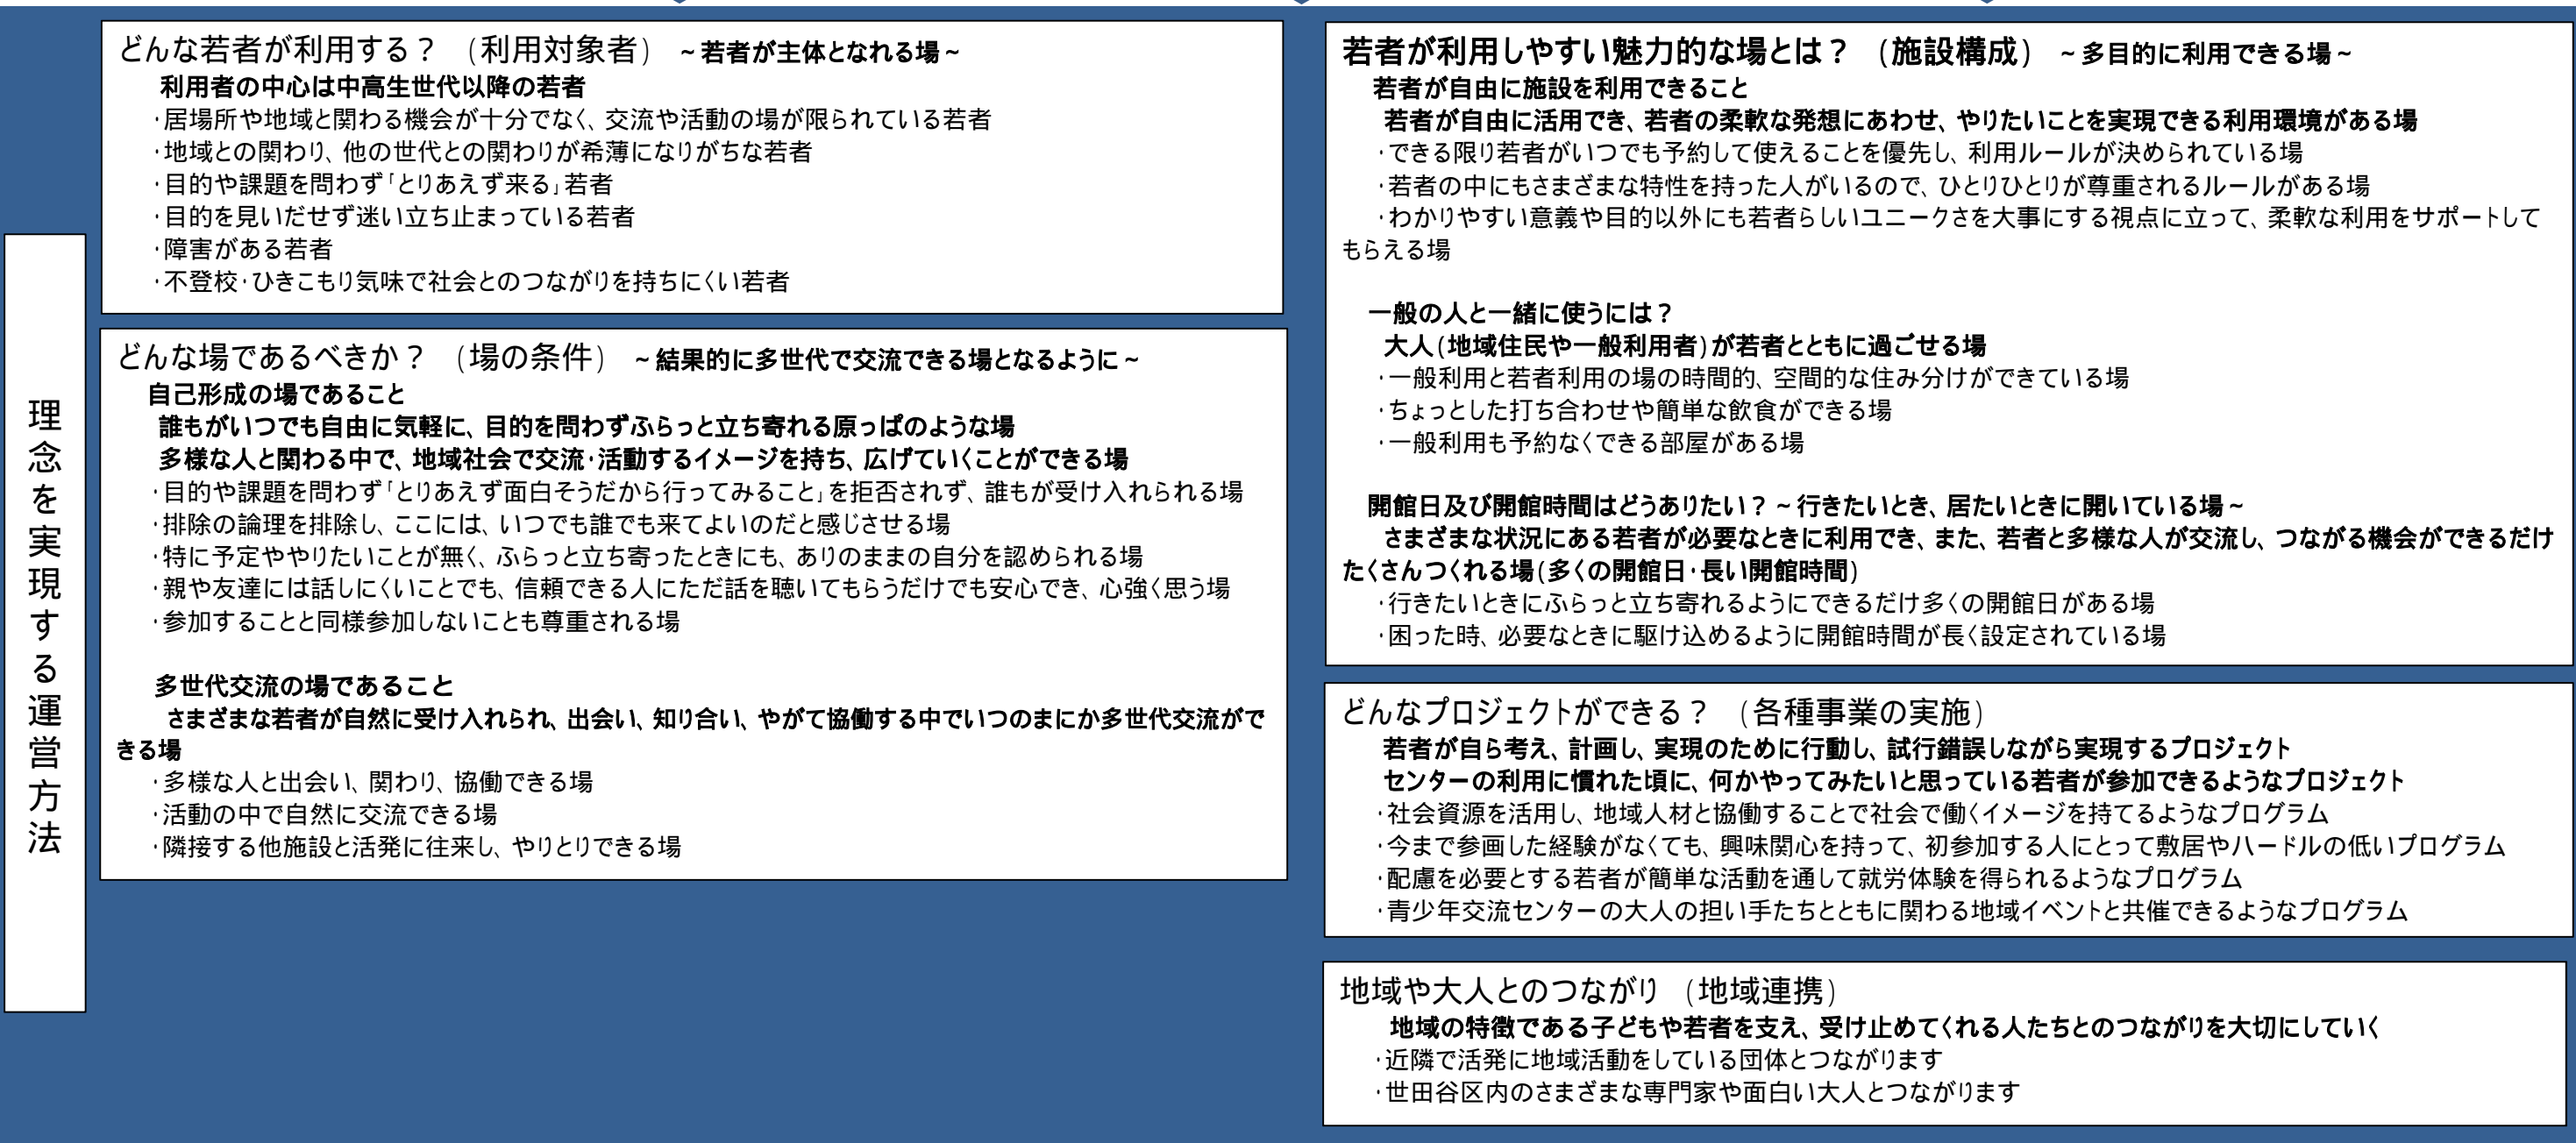 理念を実現する運営方法
どんな若者が利用する？　（利用対象者）　～若者が主体となれる場～
利用者の中心は中高生世代以降の若者
・居場所や地域と関わる機会が十分でなく、交流や活動の場が限られている若者
・地域との関わり、他の世代との関わりが希薄になりがちな若者
・目的や課題を問わず「とりあえず来る」若者
・目的を見いだせず迷い立ち止まっている若者
・障害がある若者
・不登校・ひきこもり気味で社会とのつながりを持ちにくい若者
どんな場であるべきか？　（場の条件）　～結果的に多世代で交流できる場となるように～
自己形成の場であること
誰もがいつでも自由に気軽に、目的を問わずふらっと立ち寄れる原っぱのような場
多様な人と関わる中で、地域社会で交流・活動するイメージを持ち、広げていくことができる場
・目的や課題を問わず「とりあえず面白そうだから行ってみること」を拒否されず、誰もが受け入れられる場
・排除の論理を排除し、ここには、いつでも誰でも来てよいのだと感じさせる場
・特に予定ややりたいことが無く、ふらっと立ち寄ったときにも、ありのままの自分を認められる場
・親や友達には話しにくいことでも、信頼できる人にただ話を聴いてもらうだけでも安心でき、心強く思う場
・参加することと同様参加しないことも尊重される場
多世代交流の場であること
さまざまな若者が自然に受け入れられ、出会い、知り合い、やがて協働する中でいつのまにか多世代交流がで
きる場
・多様な人と出会い、関わり、協働できる場
・活動の中で自然に交流できる場
・隣接する他施設と活発に往来し、やりとりできる場
若者が利用しやすい魅力的な場とは？　（施設構成）　～多目的に利用できる場～
若者が自由に施設を利用できること
若者が自由に活用でき、若者の柔軟な発想にあわせ、やりたいことを実現できる利用環境がある場
・できる限り若者がいつでも予約して使えることを優先し、利用ルールが決められている場
・若者の中にもさまざまな特性を持った人がいるので、ひとりひとりが尊重されるルールがある場
・わかりやすい意義や目的以外にも若者らしいユニークさを大事にする視点に立って、柔軟な利用をサポートして
もらえる場
一般の人と一緒に使うには？
大人（地域住民や一般利用者）が若者とともに過ごせる場
・一般利用と若者利用の場の時間的、空間的な住み分けができている場
・ちょっとした打ち合わせや簡単な飲食ができる場
・一般利用も予約なくできる部屋がある場
開館日及び開館時間はどうありたい？～行きたいとき、居たいときに開いている場～
さまざまな状況にある若者が必要なときに利用でき、また、若者と多様な人が交流し、つながる機会ができるだけ
たくさんつくれる場（多くの開館日・長い開館時間）
・行きたいときにふらっと立ち寄れるようにできるだけ多くの開館日がある場
・困った時、必要なときに駆け込めるように開館時間が長く設定されている場
どんなプロジェクトができる？　（各種事業の実施）
若者が自ら考え、計画し、実現のために行動し、試行錯誤しながら実現するプロジェクト
センターの利用に慣れた頃に、何かやってみたいと思っている若者が参加できるようなプロジェクト
・社会資源を活用し、地域人材と協働することで社会で働くイメージを持てるようなプログラム
・今まで参画した経験がなくても、興味関心を持って、初参加する人にとって敷居やハードルの低いプログラム
・配慮を必要とする若者が簡単な活動を通して就労体験を得られるようなプログラム
・青少年交流センターの大人の担い手たちとともに関わる地域イベントと共催できるようなプログラム
地域や大人とのつながり　（地域連携）
地域の特徴である子どもや若者を支え、受け止めてくれる人たちとのつながりを大切にしていく
・近隣で活発に地域活動をしている団体とつながります
・世田谷区内のさまざまな専門家や面白い大人とつながります